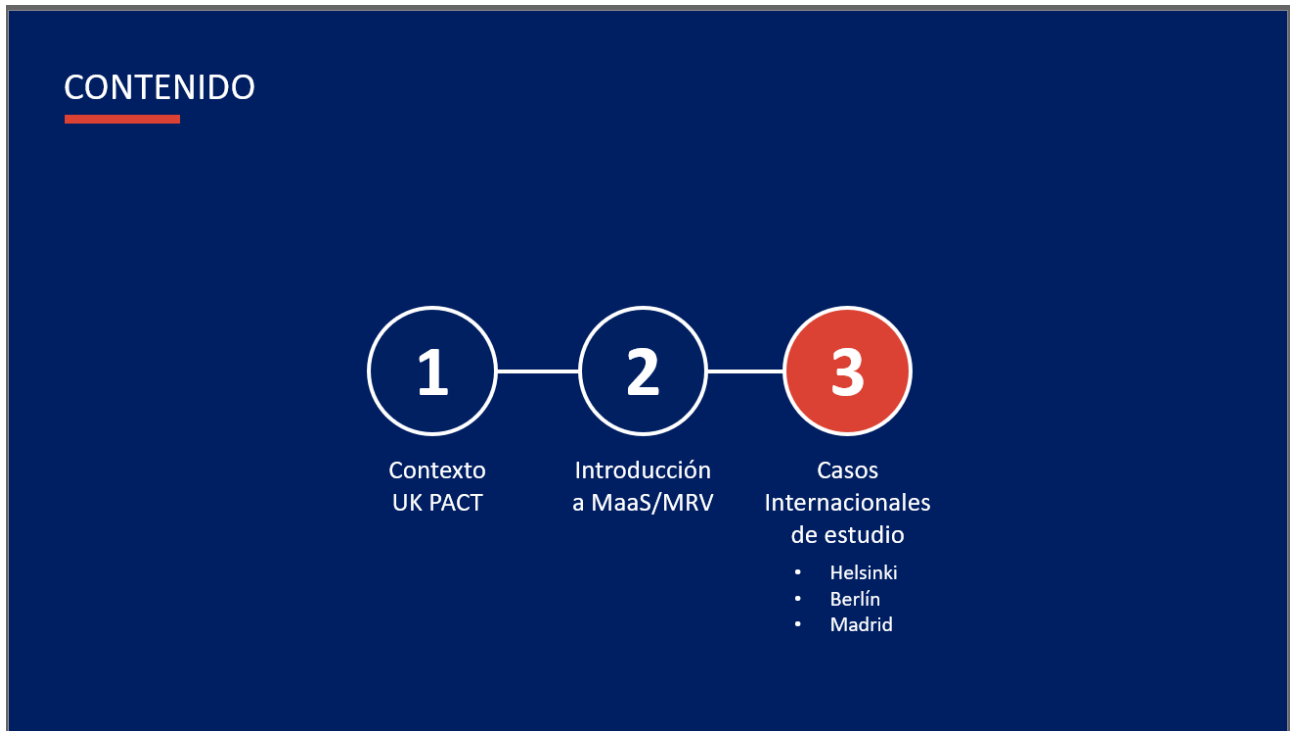 CONTENIDO
1
2
3
Contexto
UK PACT
Introducción
a MaaS/MRV
Casos
Internacionales
de estudio
• Helsinki
• Berlín
• Madrid